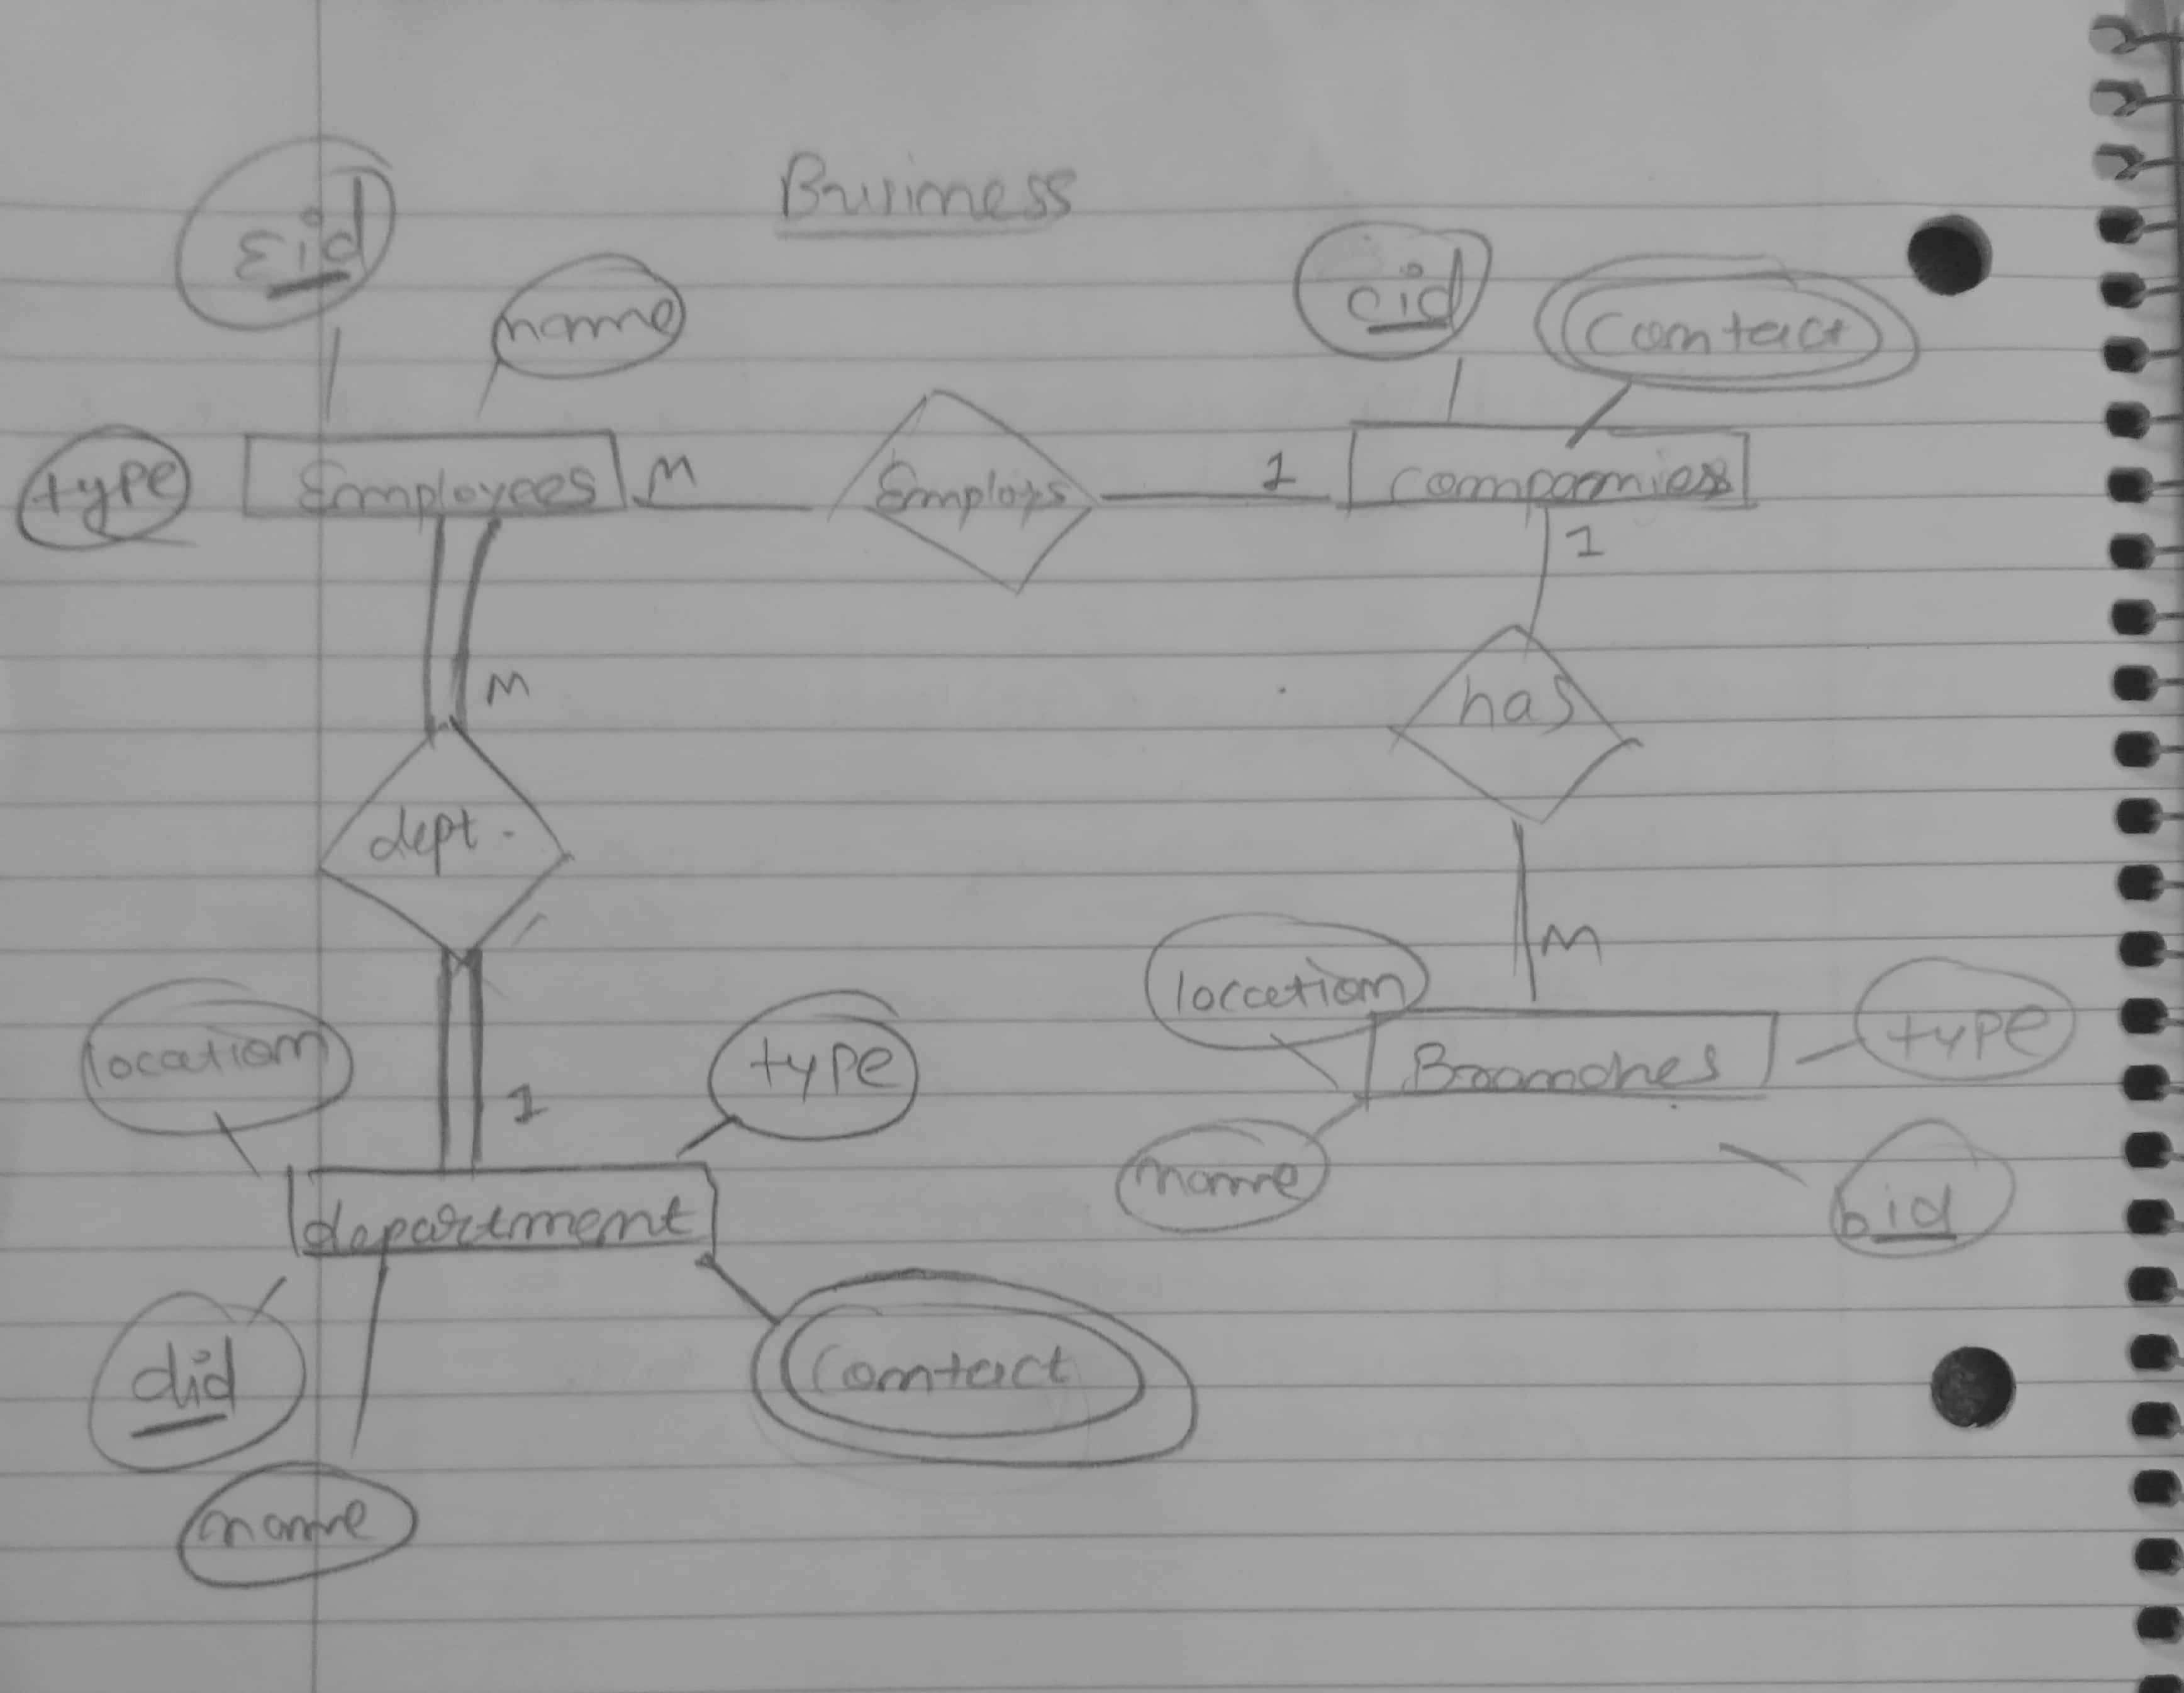 Business
Eid
name
cid
Contact
type
Employees
M
Employs
1
Companies
1
M
has
dept.
M
location
location
type
type
1
Branches
name
bid
department
did
Contact
name